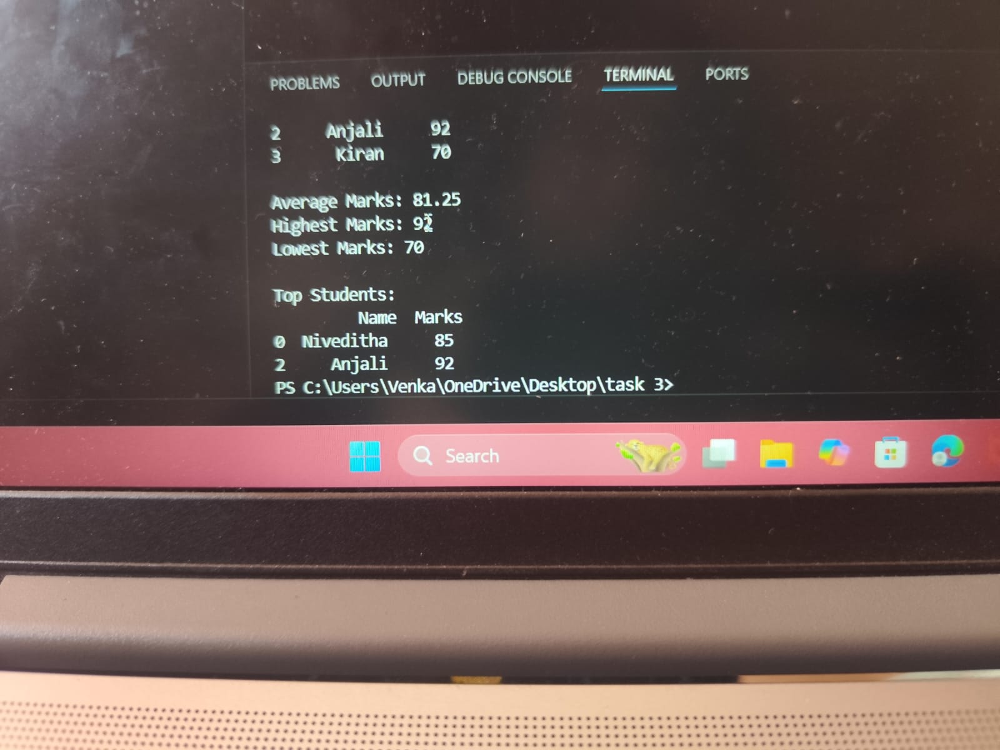 PROBLEMS OUTPUT DEBUG CONSOLE TERMINAL PORTS
2 Anjali 92
3 Kiran 70
Average Marks: 81.25
Highest Marks: 92
Lowest Marks: 70
Top Students:
Name Marks
0 Niveditha 85
2 Anjali 92
PS C:\Users\Venka\OneDrive\Desktop\task 3>
Search